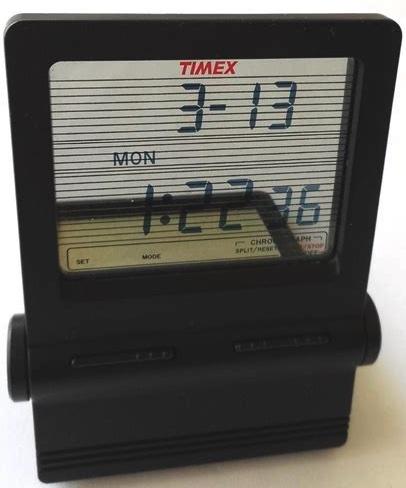 TIMEX
3-13
MON
1:22 36
CHRONOGRAPH
SET MODE SPLIT/RESET